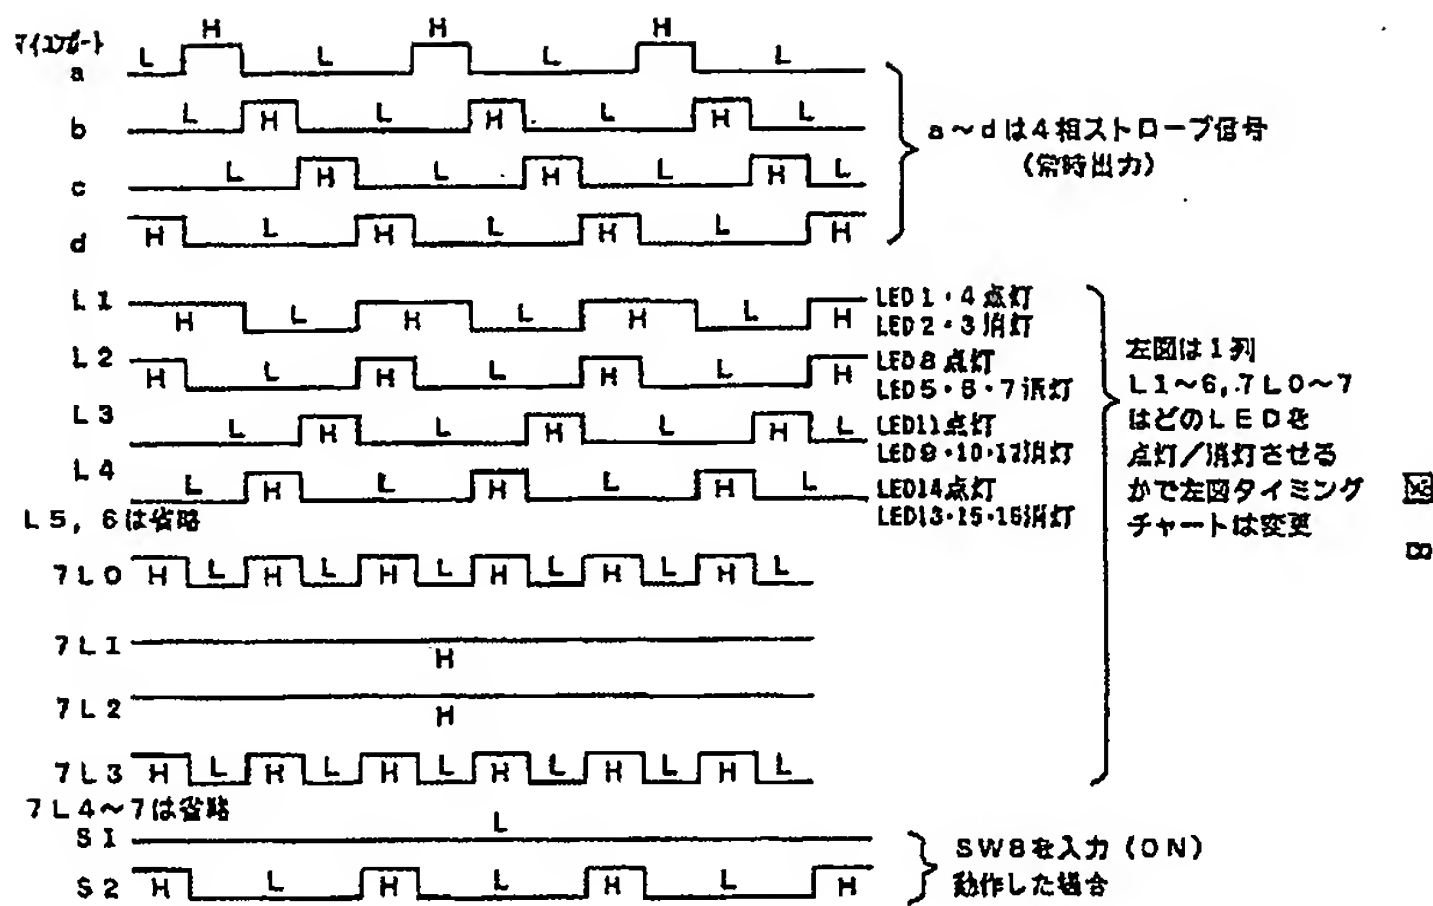 マイコンポート
H H H
a L L L L
b L H L H L H L
c L H L H L H L
d H L H L H L H
a～dは4相ストローブ信号
（常時出力）
L1 H L H L H L H
LED1・4点灯
LED2・3消灯
L2 H L H L H L H
LED8点灯
LED5・6・7消灯
L3 L H L H L H L
LED11点灯
LED9・10・12消灯
L4 L H L H L H L
LED14点灯
LED13・15・16消灯
L5, 6は省略
左図は1列
L1～6, 7L0～7
はどのLEDを
点灯／消灯させる
かで左図タイミング
チャートは変更
7L0 H L H L H L H L H L H L
7L1 H
7L2 H
7L3 H L H L H L H L H L H L
7L4～7は省略
S1 L
S2 H L H L H L H
SW8を入力（ON）
動作した場合
図8